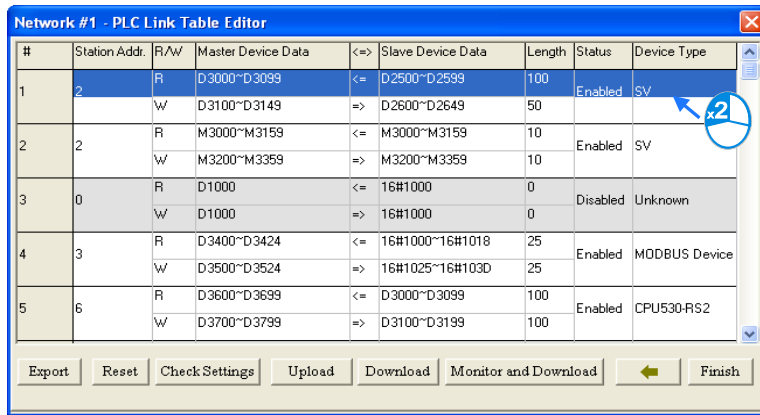 Network #1 - PLC Link Table Editor
# Station Addr. R/W Master Device Data <=> Slave Device Data Length Status Device Type
1 2 R D3000~D3099 <= D2500~D2599 100 Enabled SV
W D3100~D3149 => D2600~D2649 50
x2
2 2 R M3000~M3159 <= M3000~M3159 10 Enabled SV
W M3200~M3359 => M3200~M3359 10
3 0 R D1000 <= 16#1000 0 Disabled Unknown
W D1000 => 16#1000 0
4 3 R D3400~D3424 <= 16#1000~16#1018 25 Enabled MODBUS Device
W D3500~D3524 => 16#1025~16#103D 25
5 6 R D3600~D3699 <= D3000~D3099 100 Enabled CPU530-RS2
W D3700~D3799 => D3100~D3199 100
Export Reset Check Settings Upload Download Monitor and Download Finish